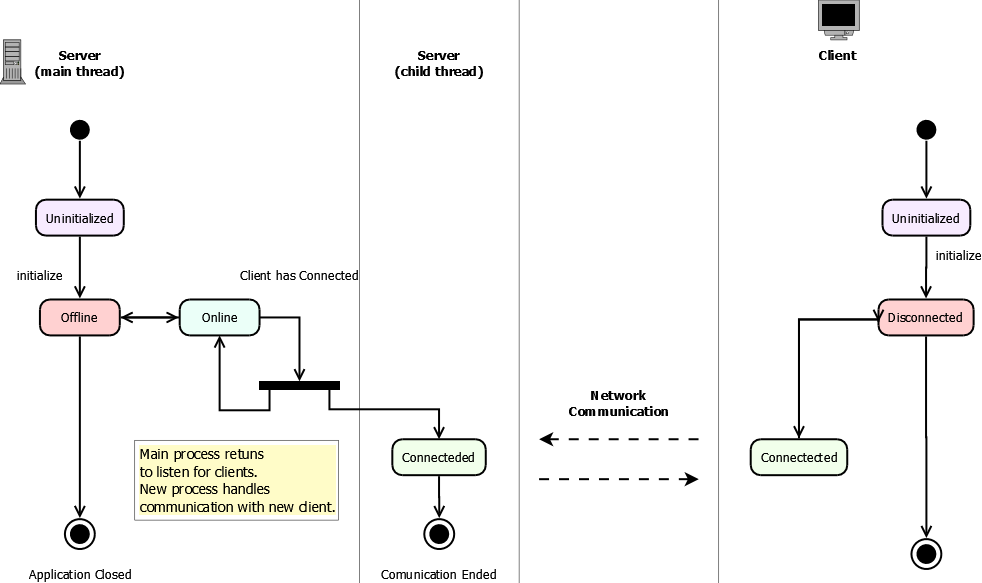 Server
(main thread)
Server
(child thread)
Client
Uninitialized
Uninitialized
initialize
Client has Connected
initialize
Offline
Online
Disconnected
Network
Communication
Connecteded
Connectected
Main process retuns
to listen for clients.
New process handles
communication with new client.
Application Closed
Comunication Ended